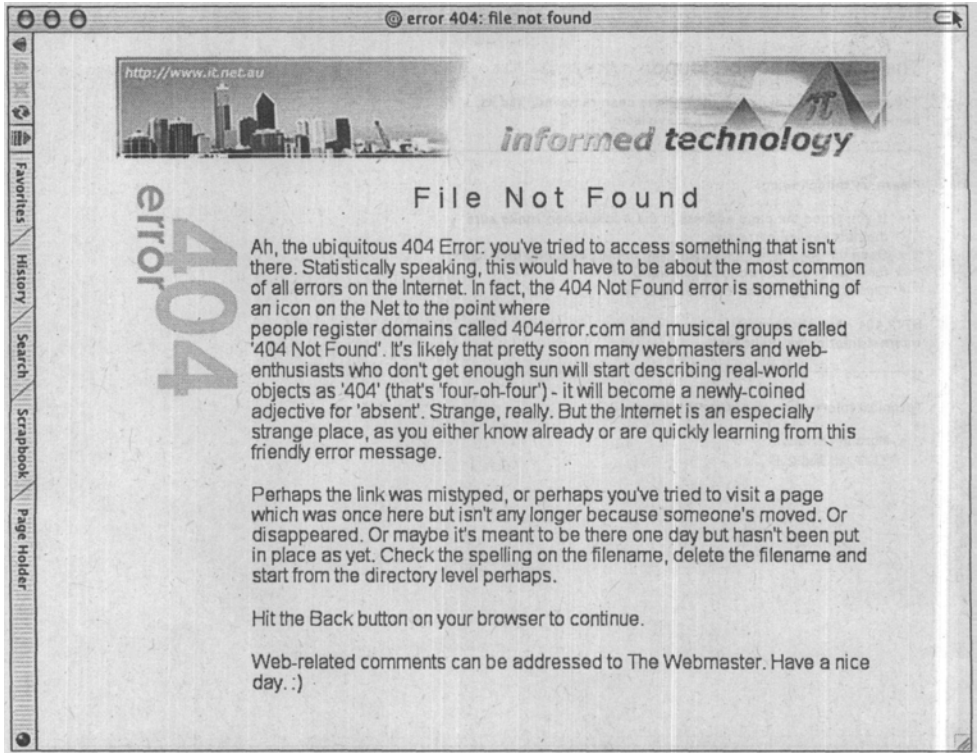 @ error 404: file not found
http://www.it.net.au
π
informed technology
Favorites
History
Search
Scrapbook
Page Holder
error
404
File Not Found
Ah, the ubiquitous 404 Error: you've tried to access something that isn't
there. Statistically speaking, this would have to be about the most common
of all errors on the Internet. In fact, the 404 Not Found error is something of
an icon on the Net to the point where
people register domains called 404error.com and musical groups called
'404 Not Found'. It's likely that pretty soon many webmasters and web-
enthusiasts who don't get enough sun will start describing real-world
objects as '404' (that's 'four-oh-four') - it will become a newly-coined
adjective for 'absent'. Strange, really. But the Internet is an especially
strange place, as you either know already or are quickly learning from this
friendly error message.
Perhaps the link was mistyped, or perhaps you've tried to visit a page
which was once here but isn't any longer because someone's moved. Or
disappeared. Or maybe it's meant to be there one day but hasn't been put
in place as yet. Check the spelling on the filename, delete the filename and
start from the directory level perhaps.
Hit the Back button on your browser to continue.
Web-related comments can be addressed to The Webmaster. Have a nice
day. :)